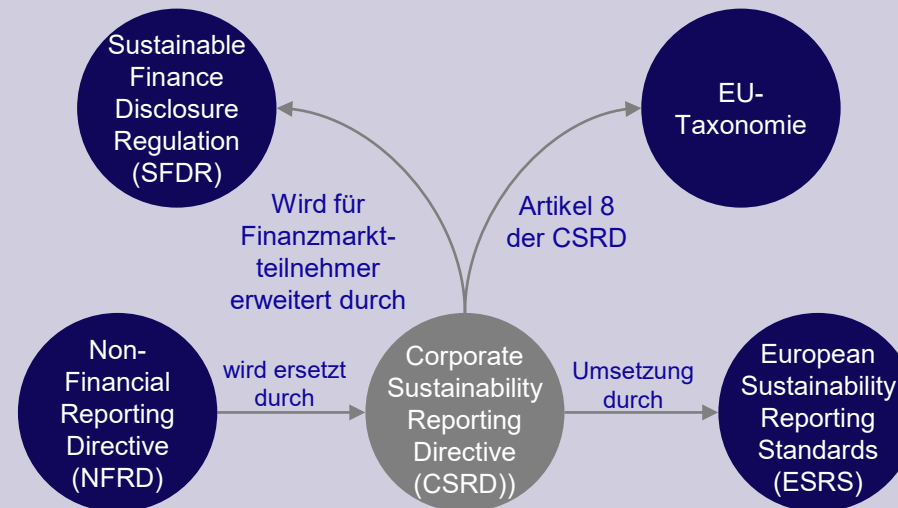 Sustainable
Finance
Disclosure
Regulation
(SFDR)
EU-
Taxonomie
Wird für
Finanzmarkt-
teilnehmer
erweitert durch
Artikel 8
der CSRD
Non-
Financial
Reporting
Directive
(NFRD)
wird ersetzt
durch
Corporate
Sustainability
Reporting
Directive
(CSRD))
Umsetzung
durch
European
Sustainability
Reporting
Standards
(ESRS)